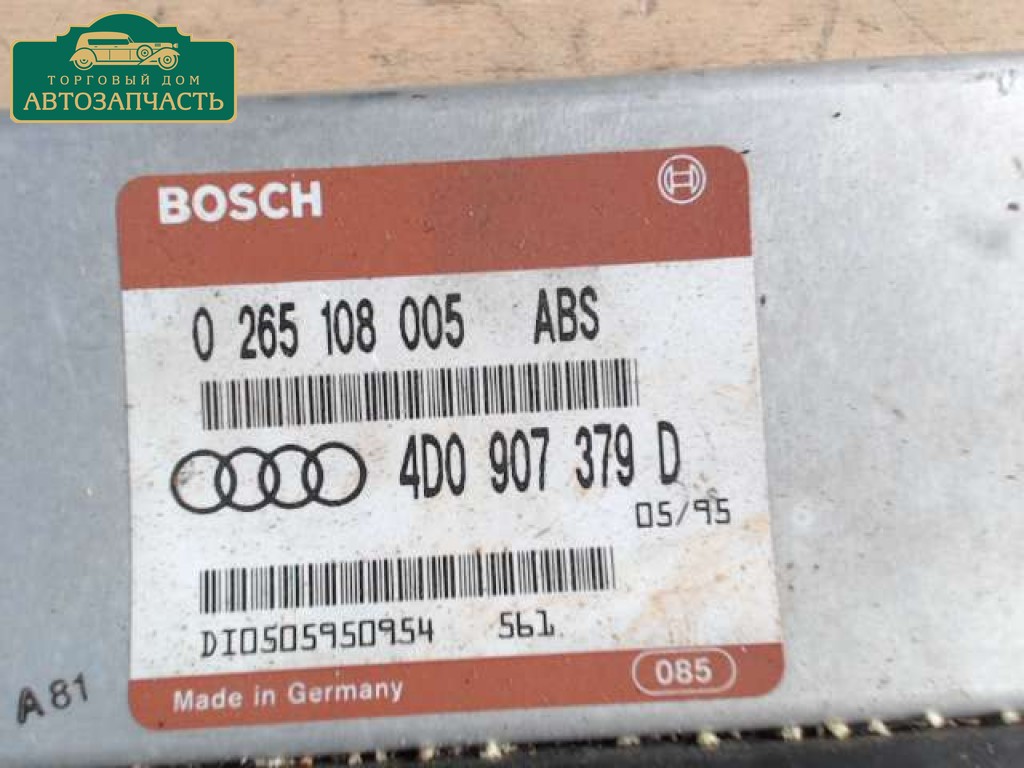 ТОРГОВЫЙ ДОМ
АВТОЗАПЧАСТЬ
BOSCH
0 265 108 005 ABS
4D0 907 379 D
05/95
DI0505950954 561
A81
Made in Germany 085